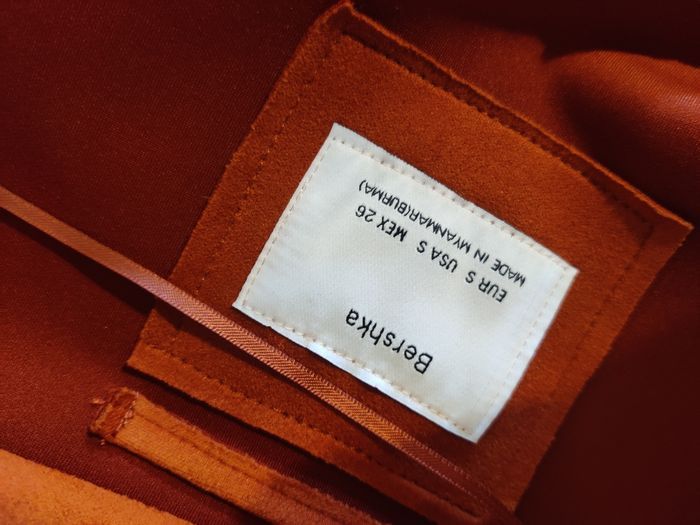 Bershka
EUR S USA S MEX 26
MADE IN MYANMAR(BURMA)